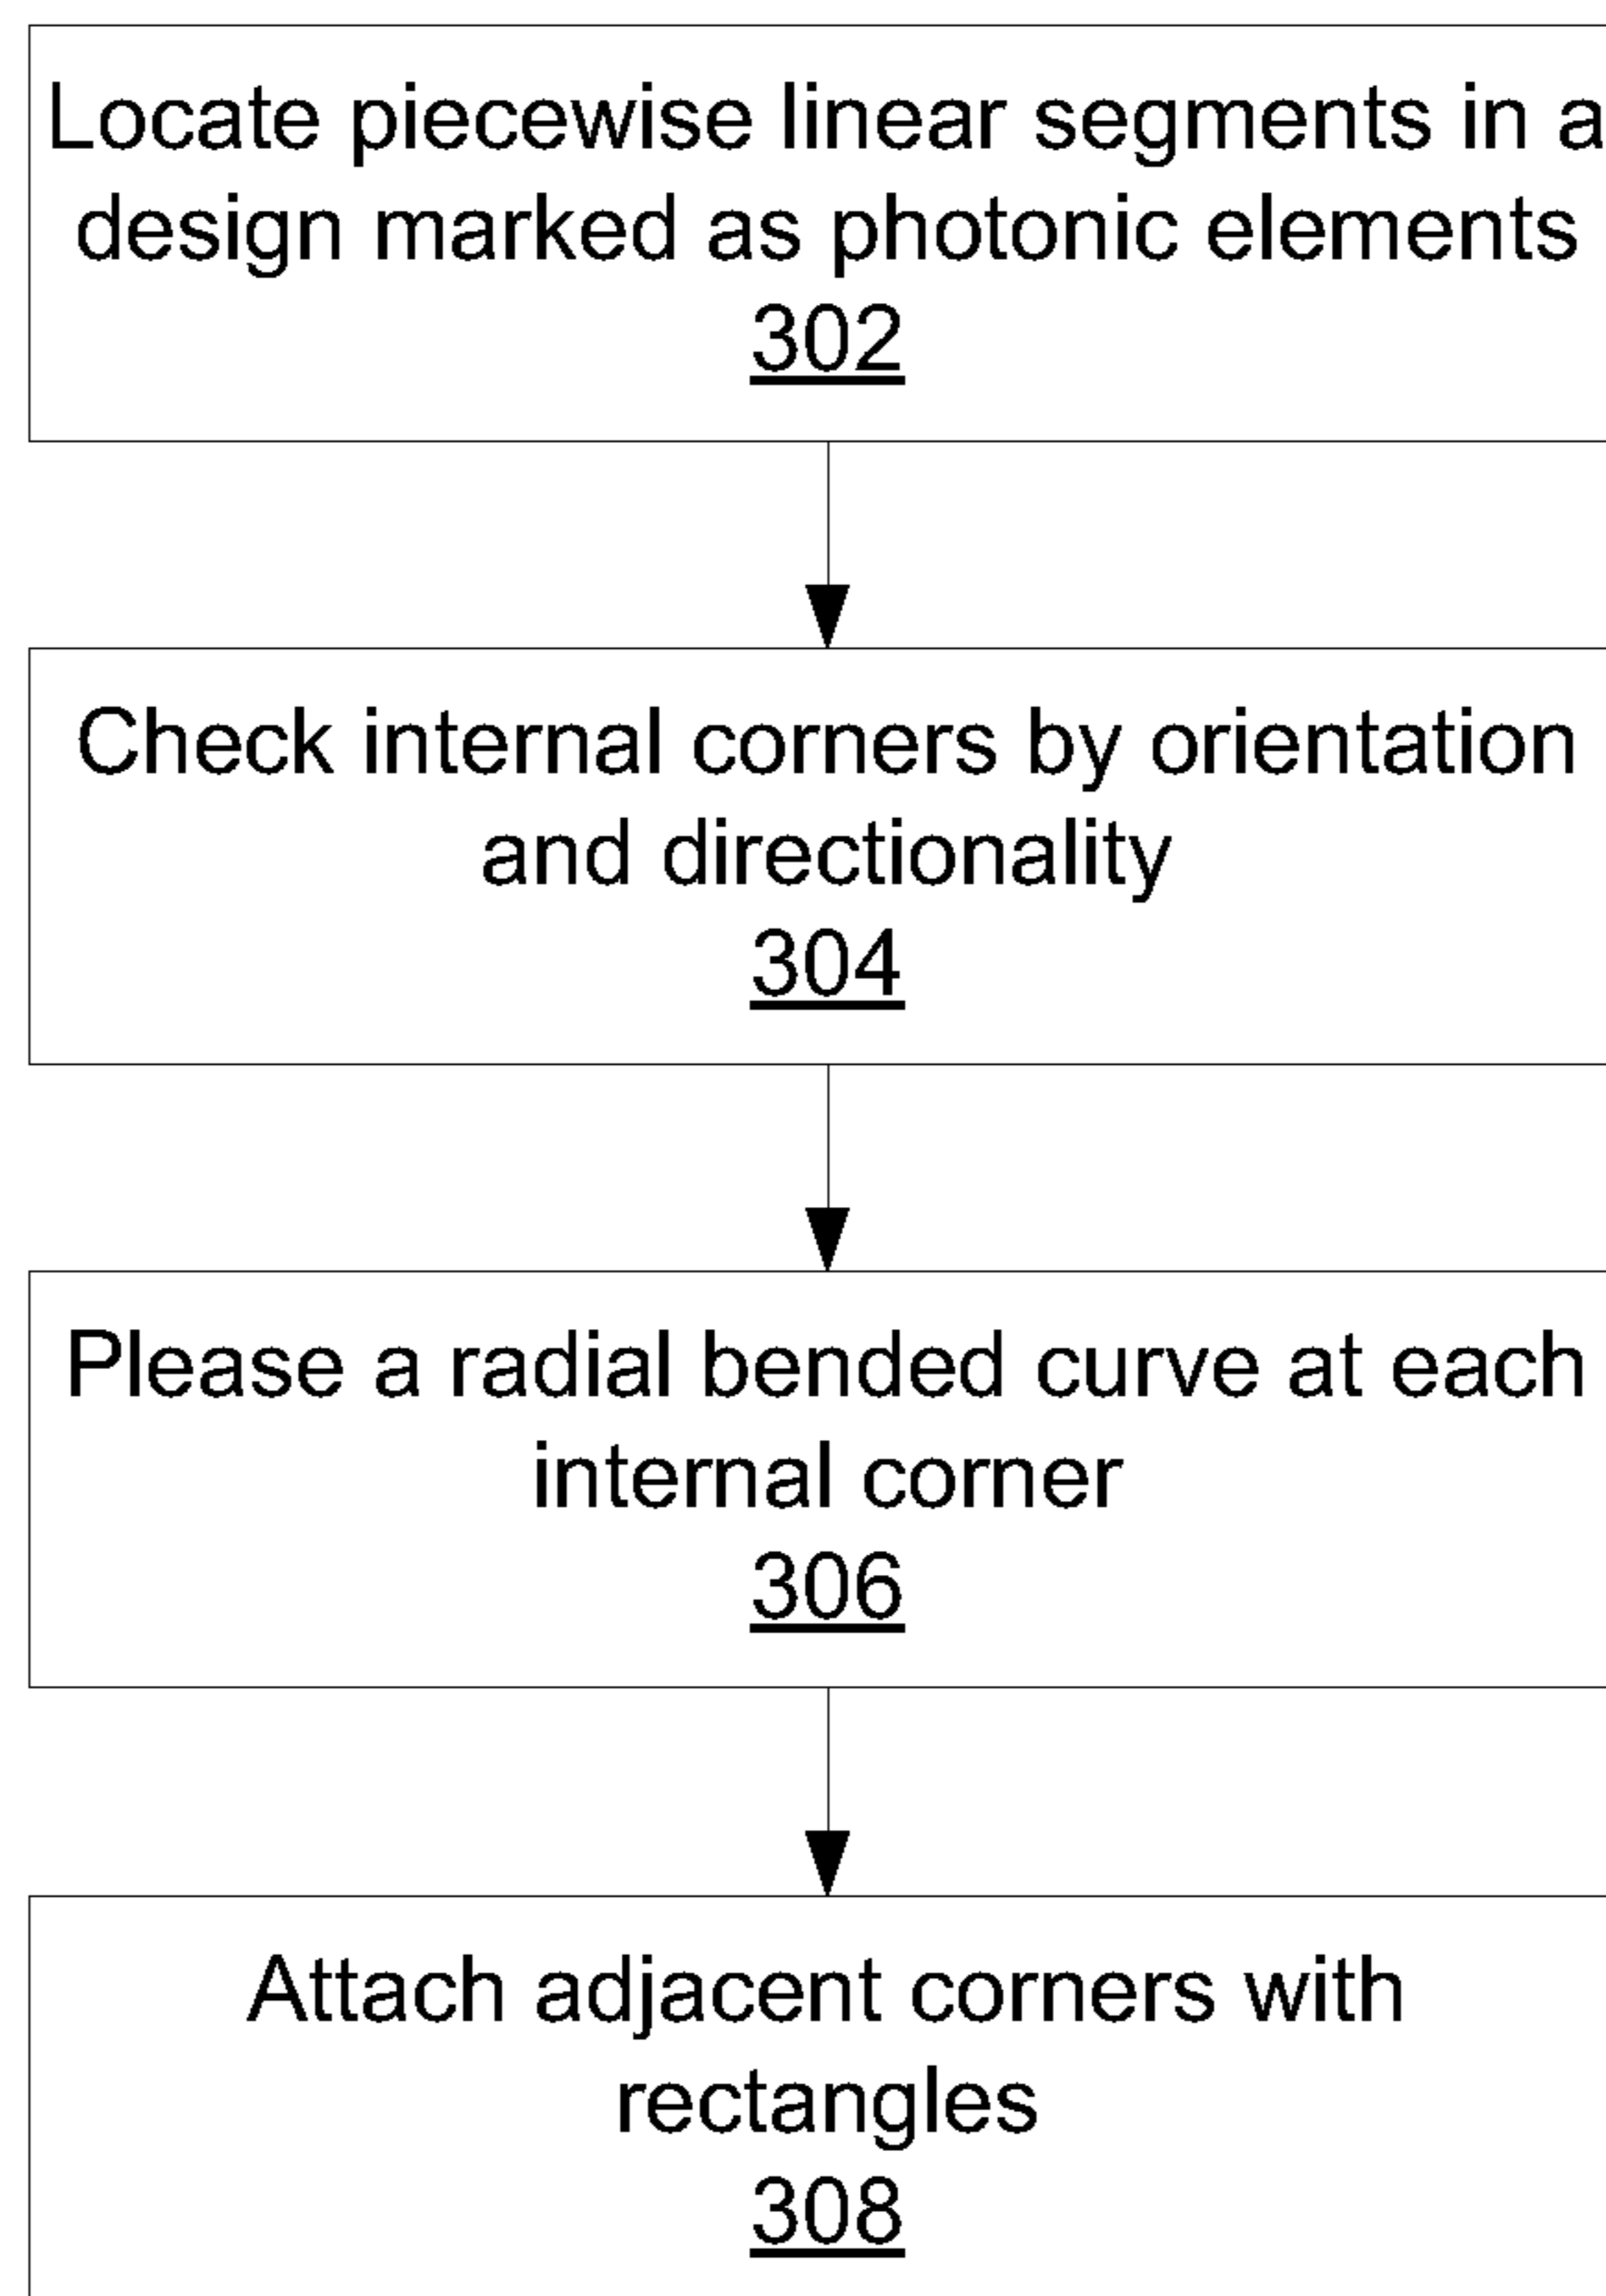 Locate piecewise linear segments in a
design marked as photonic elements
302
Check internal corners by orientation
and directionality
304
Please a radial bended curve at each
internal corner
306
Attach adjacent corners with
rectangles
308